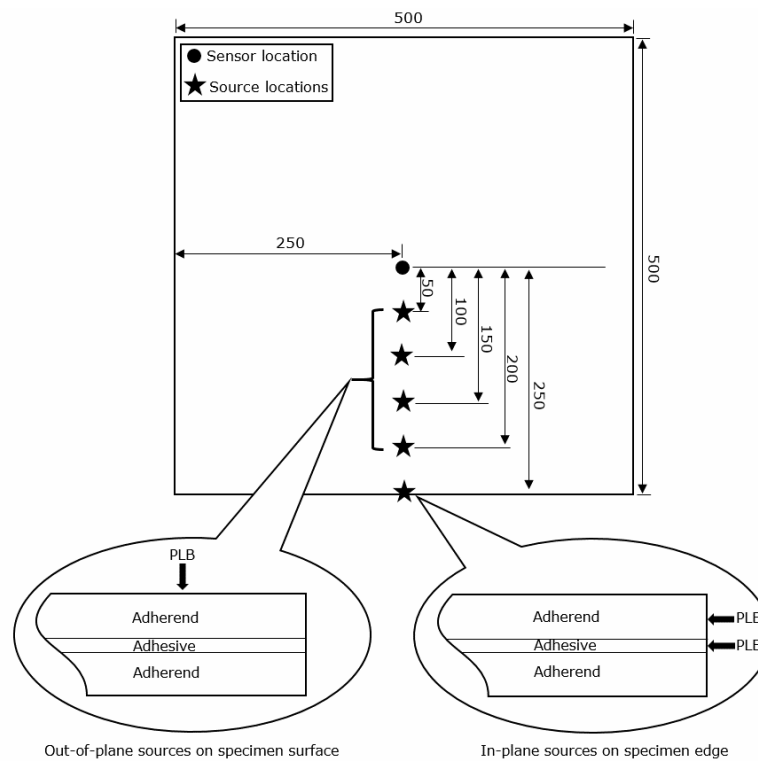 500
Sensor location
Source locations
250
500
50
100
150
200
250
PLB
Adherend
Adhesive
Adherend
Adherend
PLB
Adhesive
PLB
Adherend
Out-of-plane sources on specimen surface
In-plane sources on specimen edge